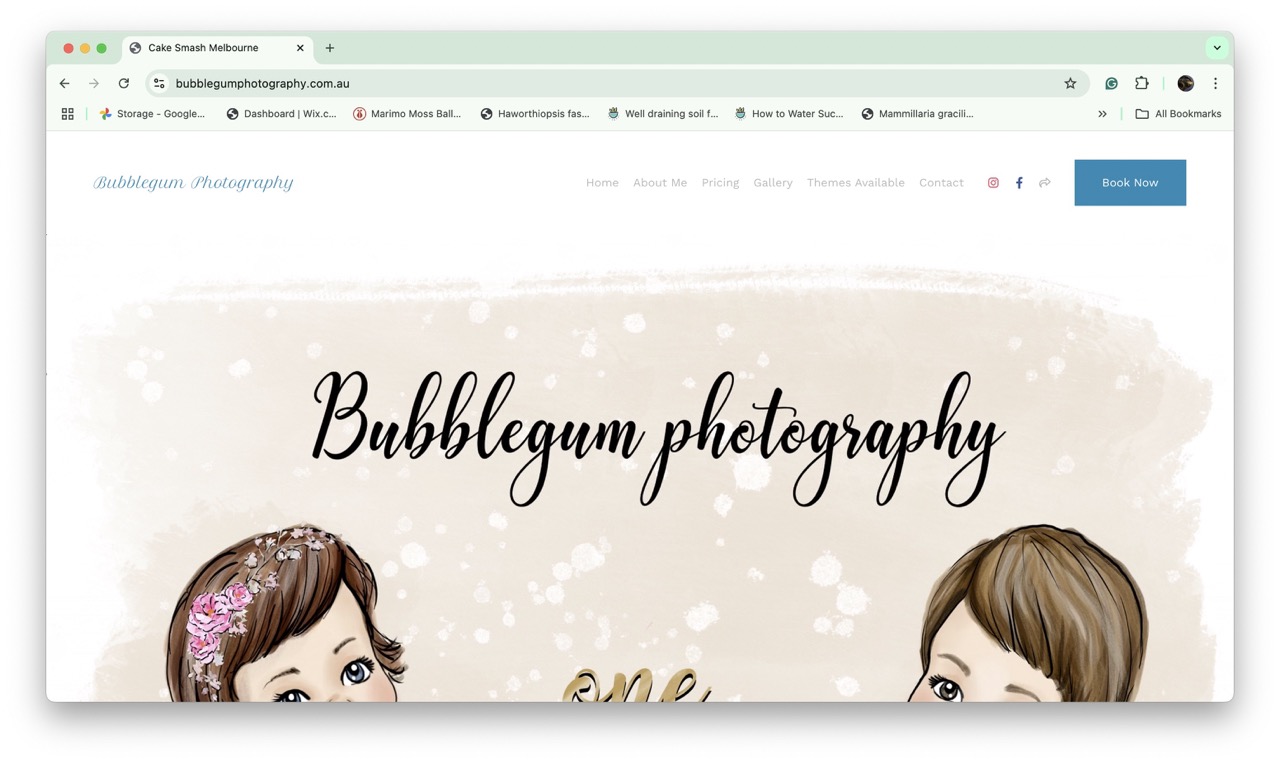 Cake Smash Melbourne
bubblegumphotography.com.au
Storage - Google... Dashboard | Wix.c... Marimo Moss Ball... Haworthiopsis fas... Well draining soil f... How to Water Suc... Mammillaria gracili... All Bookmarks
Bubblegum Photography Home About Me Pricing Gallery Themes Available Contact Book Now
Bubblegum photography
one